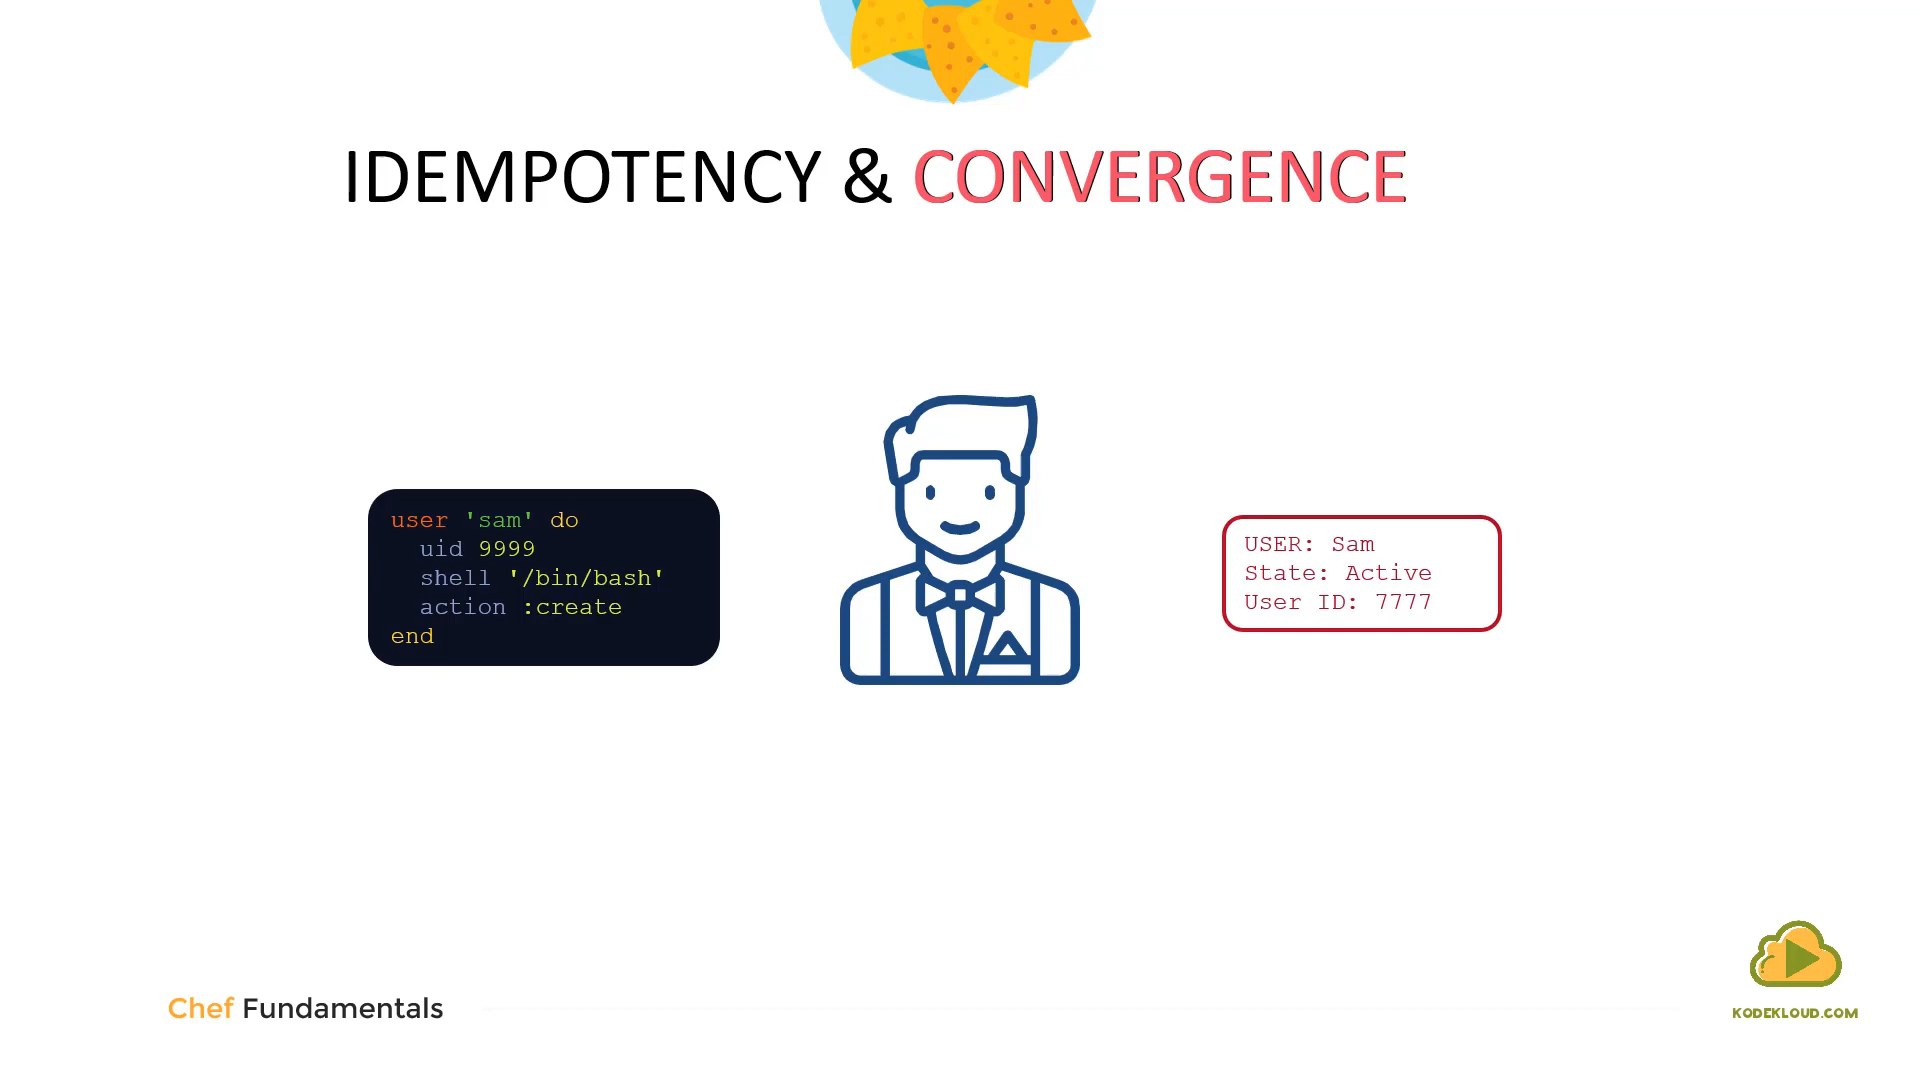 IDEMPOTENCY & CONVERGENCE
user 'sam' do
  uid 9999
  shell '/bin/bash'
  action :create
end
USER: Sam
State: Active
User ID: 7777
Chef Fundamentals
KODEKLOUD.COM